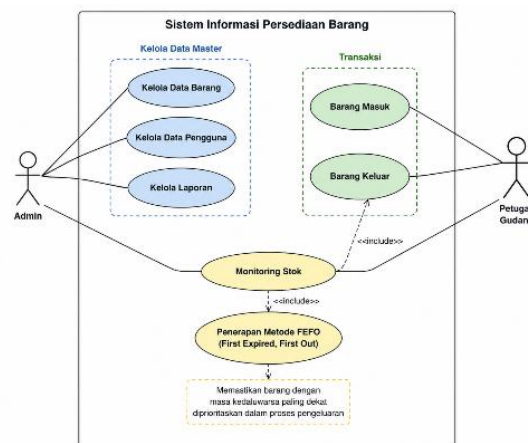 Sistem Informasi Persediaan Barang
Kelola Data Master
Transaksi
Kelola Data Barang
Barang Masuk
Kelola Data Pengguna
Barang Keluar
Kelola Laporan
Admin
Petuga
Gudan
<<include>>
Monitoring Stok
<<include>>
Penerapan Metode FEFO
(First Expired, First Out)
Memastikan barang dengan
masa kedaluwarsa paling dekat
diprioritaskan dalam proses pengeluaran